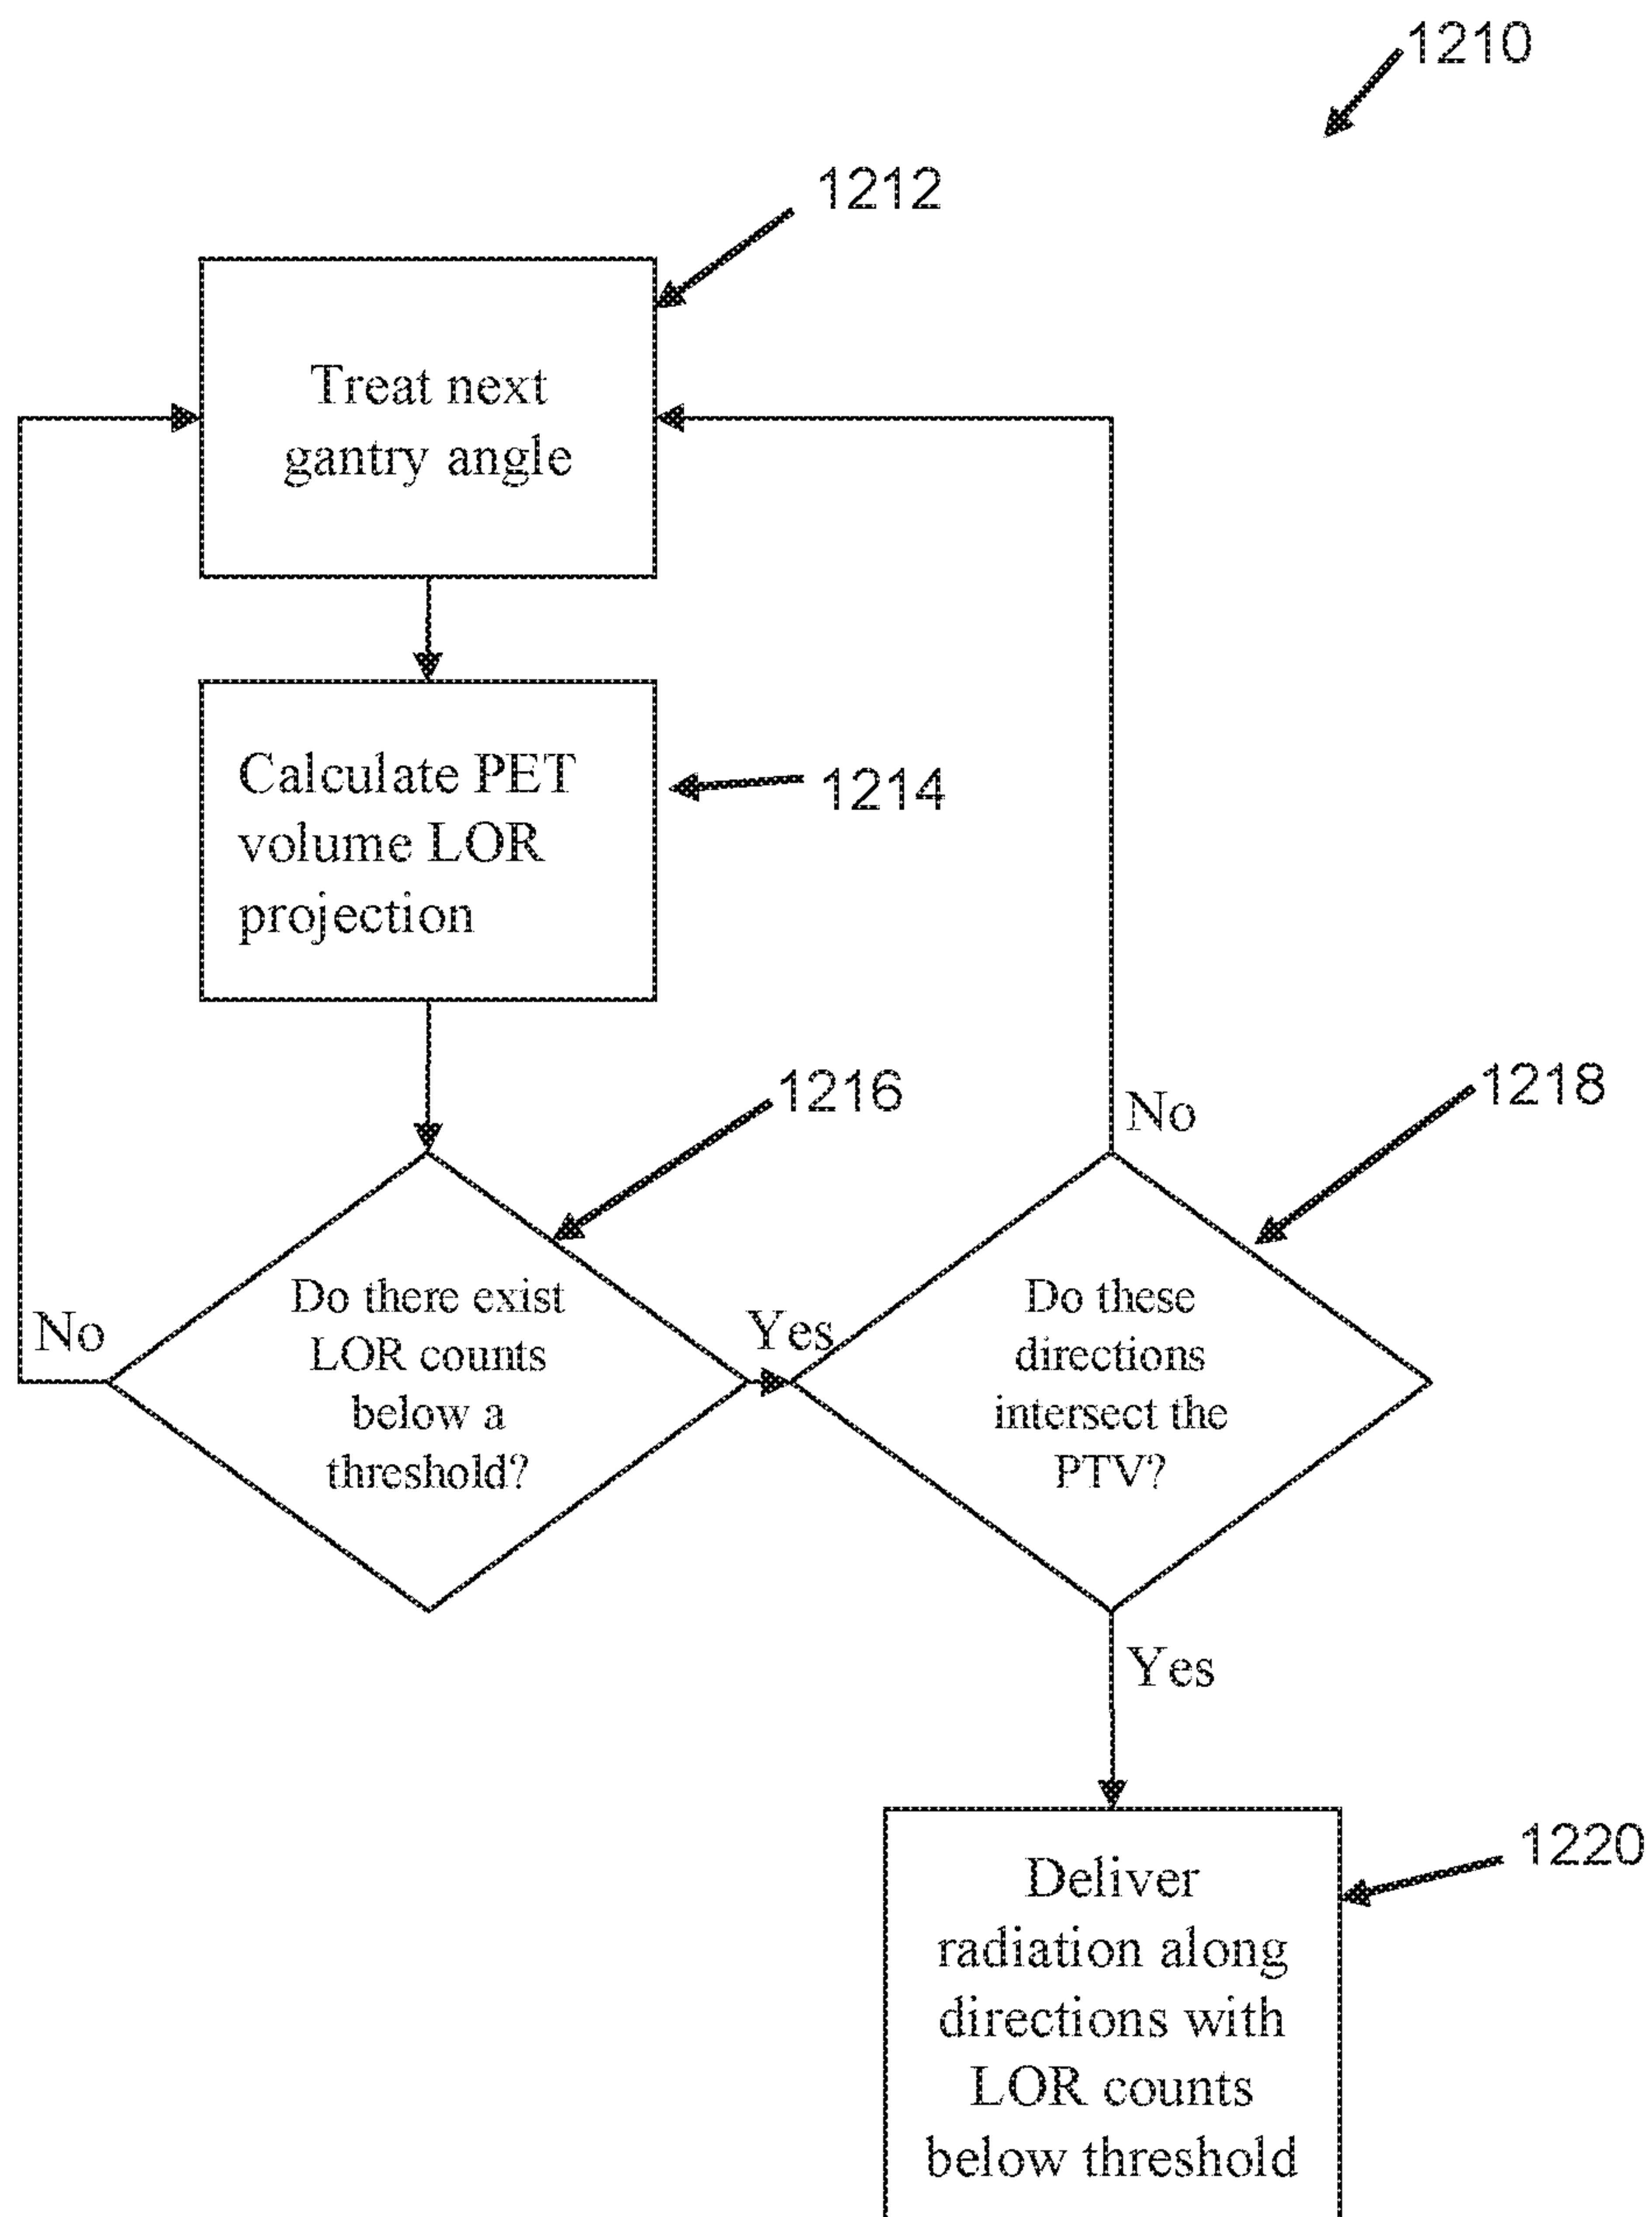 1210
1212
Treat next
gantry angle
Calculate PET
volume LOR
projection
1214
1216
1218
No
Do there exist
LOR counts
below a
threshold?
No
Yes
Do these
directions
intersect the
PTV?
Yes
1220
Deliver
radiation along
directions with
LOR counts
below threshold